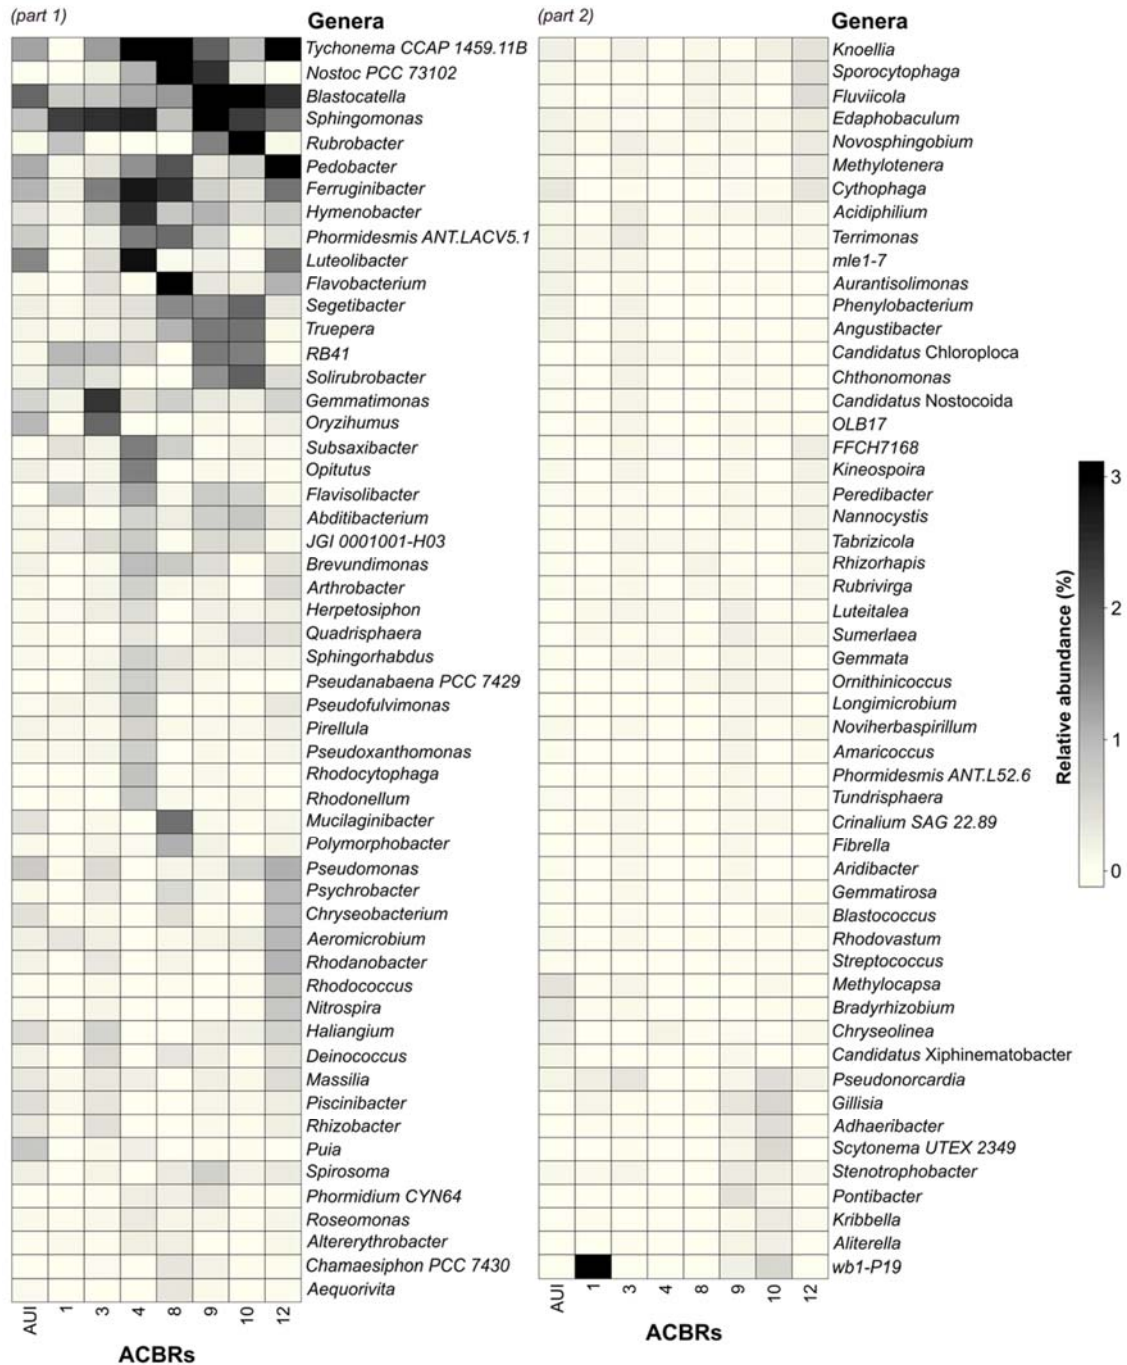 (part 1)
Genera
Tychonema CCAP 1459.11B
Nostoc PCC 73102
Blastocatella
Sphingomonas
Rubrobacter
Pedobacter
Ferruginibacter
Hymenobacter
Phormidesmis ANT.LACV5.1
Luteolibacter
Flavobacterium
Segetibacter
Truepera
RB41
Solirubrobacter
Gemmatimonas
Oryzihumus
Subsaxibacter
Opitutus
Flavisolibacter
Abditibacterium
JGI 0001001-H03
Brevundimonas
Arthrobacter
Herpetosiphon
Quadrisphaera
Sphingorhabdus
Pseudanabaena PCC 7429
Pseudofulvimonas
Pirellula
Pseudoxanthomonas
Rhodocytophaga
Rhodonellum
Mucilaginibacter
Polymorphobacter
Pseudomonas
Psychrobacter
Chryseobacterium
Aeromicrobium
Rhodanobacter
Rhodococcus
Nitrospira
Haliangium
Deinococcus
Massilia
Piscinibacter
Rhizobacter
Puia
Spirosoma
Phormidium CYN64
Roseomonas
Altererythrobacter
Chamaesiphon PCC 7430
Aequorivita
AUI 1 3 4 8 9 10 12
ACBRs
(part 2)
Genera
Knoellia
Sporocytophaga
Fluviicola
Edaphobaculum
Novosphingobium
Methylotenera
Cythophaga
Acidiphilium
Terrimonas
mle1-7
Aurantisolimonas
Phenylobacterium
Angustibacter
Candidatus Chloroploca
Chthonomonas
Candidatus Nostocoida
OLB17
FFCH7168
Kineospoira
Peredibacter
Nannocystis
Tabrizicola
Rhizorhapis
Rubrivirga
Luteitalea
Sumerlaea
Gemmata
Ornithinicoccus
Longimicrobium
Noviherbaspirillum
Amaricoccus
Phormidesmis ANT.L52.6
Tundrisphaera
Crinalium SAG 22.89
Fibrella
Aridibacter
Gemmatirosa
Blastococcus
Rhodovastum
Streptococcus
Methylocapsa
Bradyrhizobium
Chryseolinea
Candidatus Xiphinematobacter
Pseudonorcardia
Gillisia
Adhaeribacter
Scytonema UTEX 2349
Stenotrophobacter
Pontibacter
Kribbella
Aliterella
wb1-P19
AUI 1 3 4 8 9 10 12
ACBRs
Relative abundance (%)
3
2
1
0